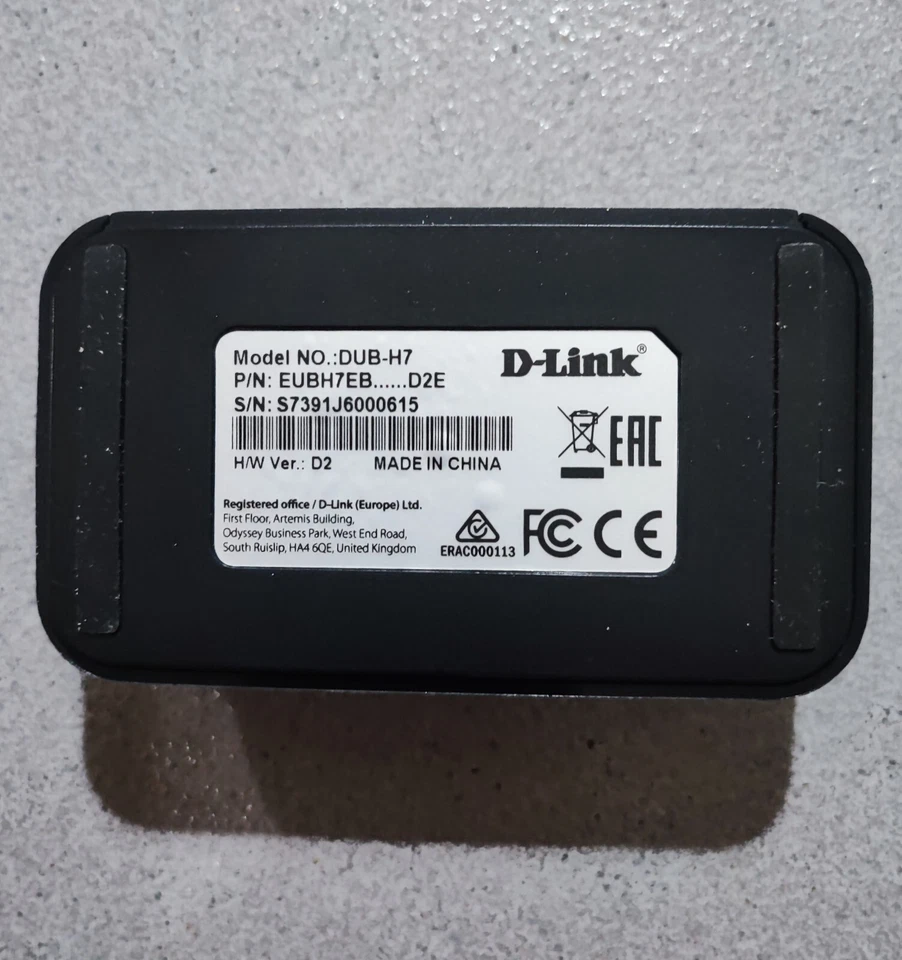 Model NO.:DUB-H7
D-Link®
P/N: EUBH7EB......D2E
S/N: S7391J6000615
H/W Ver.: D2 MADE IN CHINA
EAC
Registered office / D-Link (Europe) Ltd.
First Floor, Artemis Building,
Odyssey Business Park, West End Road,
South Ruislip, HA4 6QE, United Kingdom
ERAC000113
FC CE